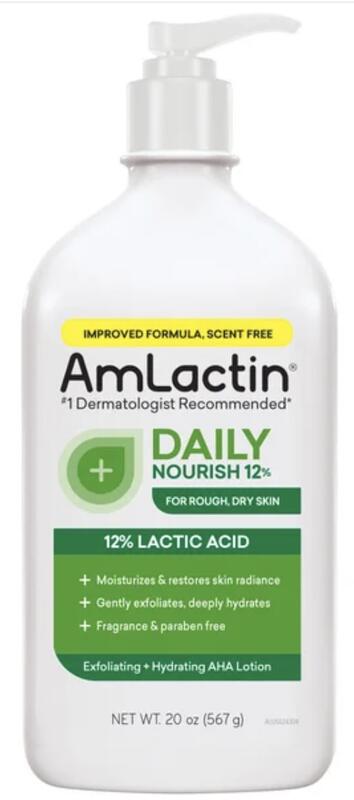 IMPROVED FORMULA, SCENT FREE
AmLactin®
#1 Dermatologist Recommended*
DAILY
NOURISH 12%
FOR ROUGH, DRY SKIN
12% LACTIC ACID
+ Moisturizes & restores skin radiance
+ Gently exfoliates, deeply hydrates
+ Fragrance & paraben free
Exfoliating + Hydrating AHA Lotion
NET WT. 20 oz (567 g)